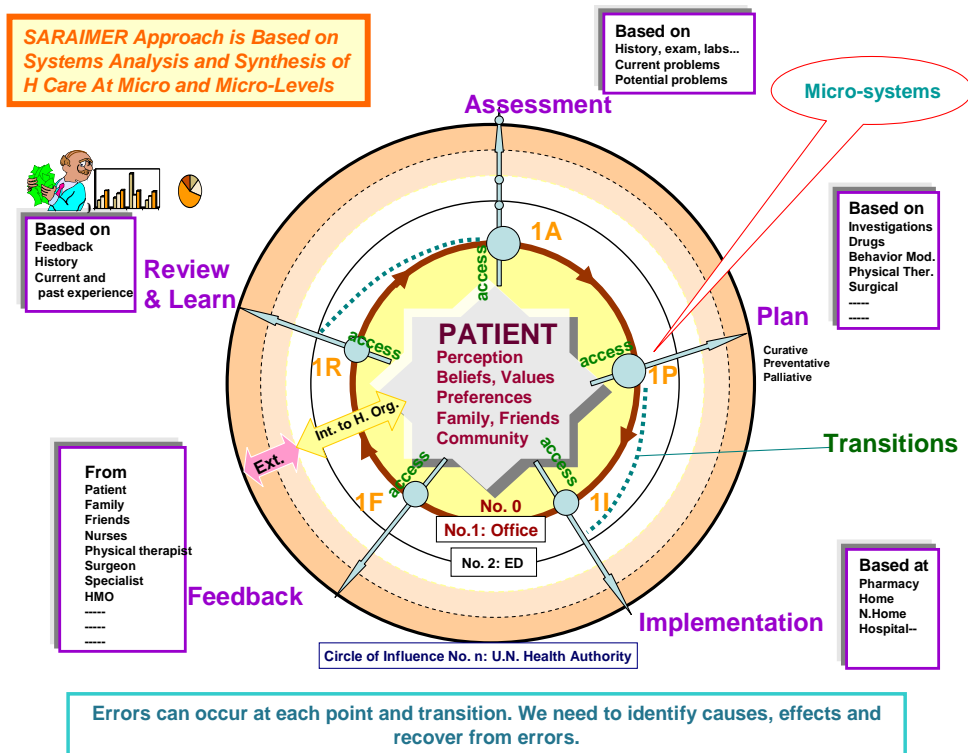 SARAIMER Approach is Based on
Systems Analysis and Synthesis of
H Care At Micro and Micro-Levels
Based on
History, exam, labs...
Current problems
Potential problems
Micro-systems
Assessment
Based on
Feedback
History
Current and
past experience
Review
& Learn
1A
access
Based on
Investigations
Drugs
Behavior Mod.
Physical Ther.
Surgical
-----
-----
Plan
Curative
Preventative
Palliative
access
1R
access
1P
PATIENT
Perception
Beliefs, Values
Preferences
Family, Friends
Community
Int. to H. Org.
Ext.
Transitions
access
access
1F
1I
No. 0
No.1: Office
No. 2: ED
From
Patient
Family
Friends
Nurses
Physical therapist
Surgeon
Specialist
HMO
-----
-----
-----
Feedback
Implementation
Based at
Pharmacy
Home
N.Home
Hospital--
Circle of Influence No. n: U.N. Health Authority
Errors can occur at each point and transition. We need to identify causes, effects and
recover from errors.